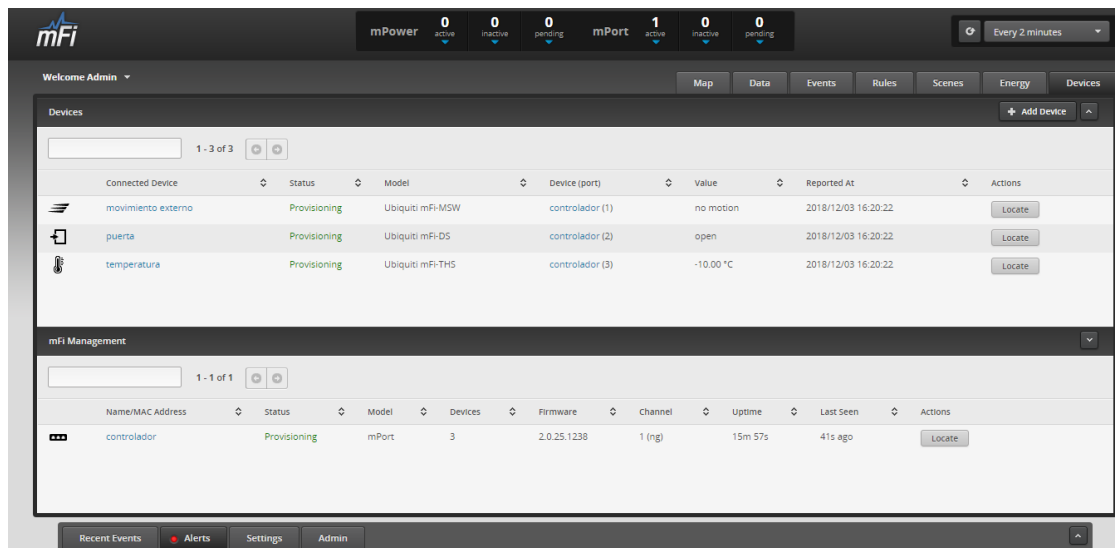 mFi
mPower 0 active 0 inactive 0 pending mPort 1 active 0 inactive 0 pending
Every 2 minutes
Welcome Admin
Map Data Events Rules Scenes Energy Devices
Devices + Add Device
1 - 3 of 3
Connected Device Status Model Device (port) Value Reported At Actions
movimiento externo Provisioning Ubiquiti mFi-MSW controlador (1) no motion 2018/12/03 16:20:22 Locate
puerta Provisioning Ubiquiti mFi-DS controlador (2) open 2018/12/03 16:20:22 Locate
temperatura Provisioning Ubiquiti mFi-THS controlador (3) -10.00 °C 2018/12/03 16:20:22 Locate
mFi Management
1 - 1 of 1
Name/MAC Address Status Model Devices Firmware Channel Uptime Last Seen Actions
controlador Provisioning mPort 3 2.0.25.1238 1 (ng) 15m 57s 41s ago Locate
Recent Events Alerts Settings Admin